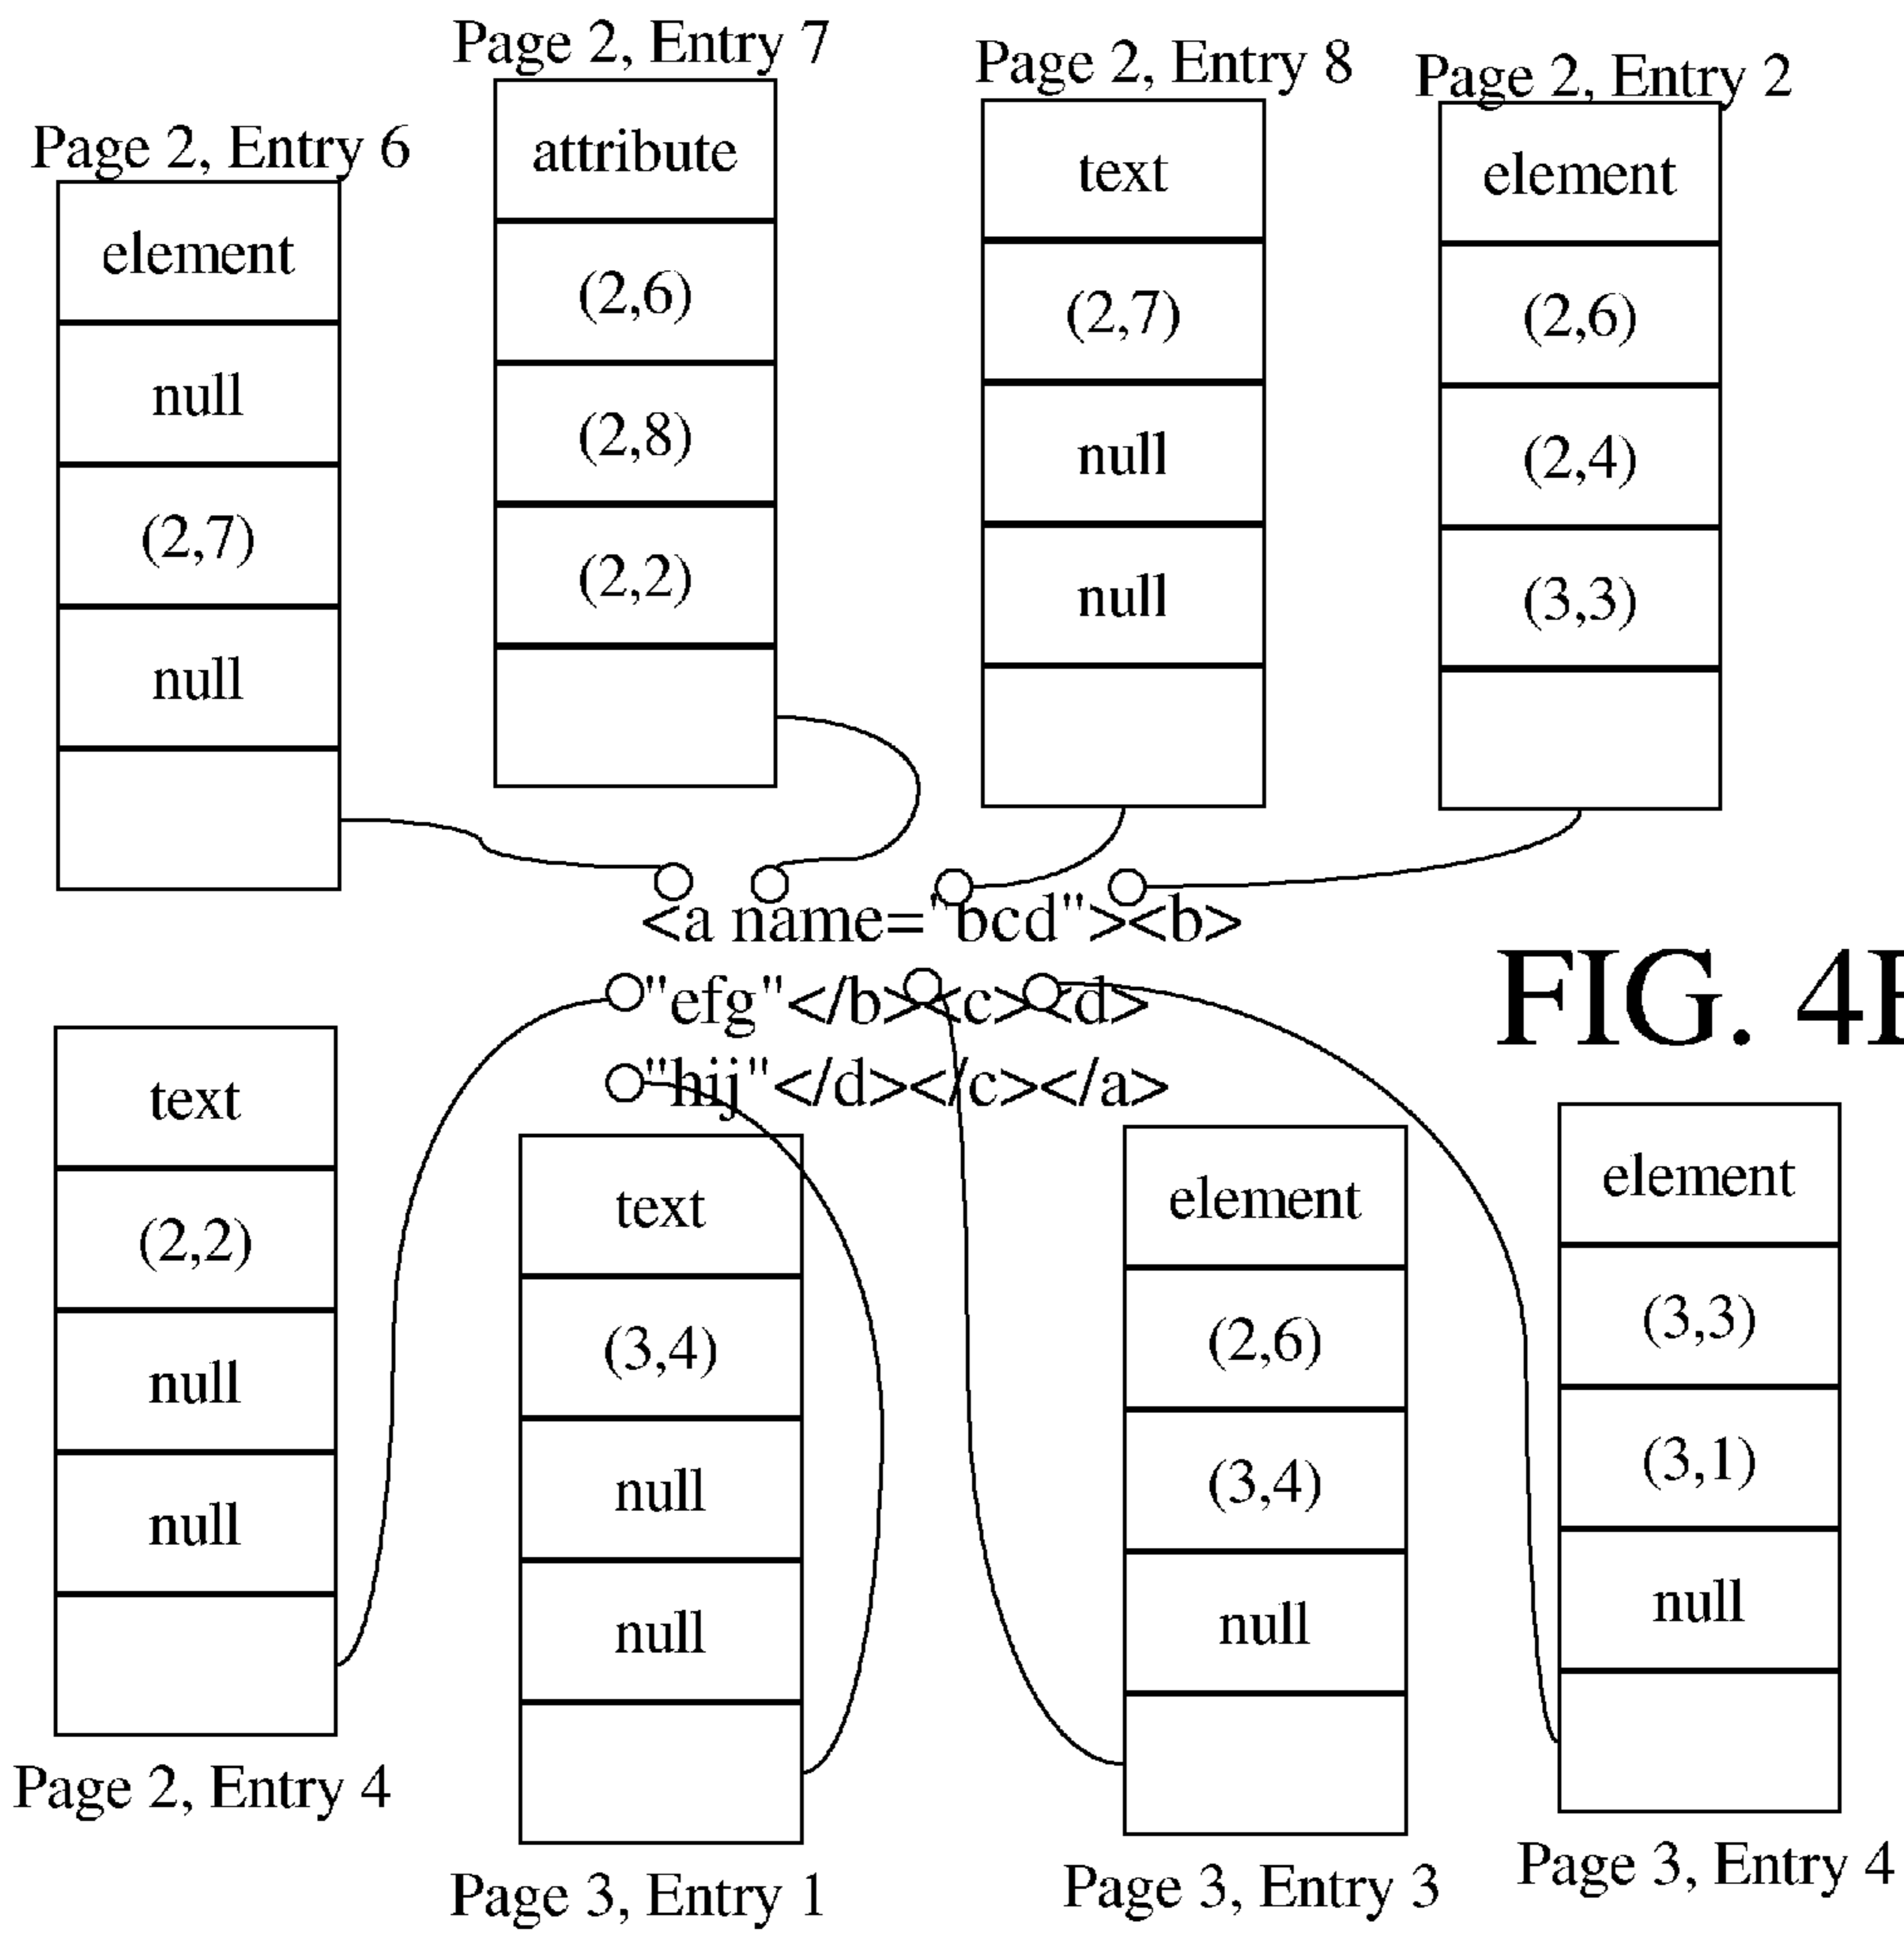 Page 2, Entry 6
element
null
(2,7)
null
Page 2, Entry 7
attribute
(2,6)
(2,8)
(2,2)
Page 2, Entry 8
text
(2,7)
null
null
Page 2, Entry 2
element
(2,6)
(2,4)
(3,3)
<a name="bcd"><b>
"efg"</b><c><d>
"hij"</d></c></a>
FIG. 4
text
(2,2)
null
null
Page 2, Entry 4
text
(3,4)
null
null
Page 3, Entry 1
element
(2,6)
(3,4)
null
Page 3, Entry 3
element
(3,3)
(3,1)
null
Page 3, Entry 4